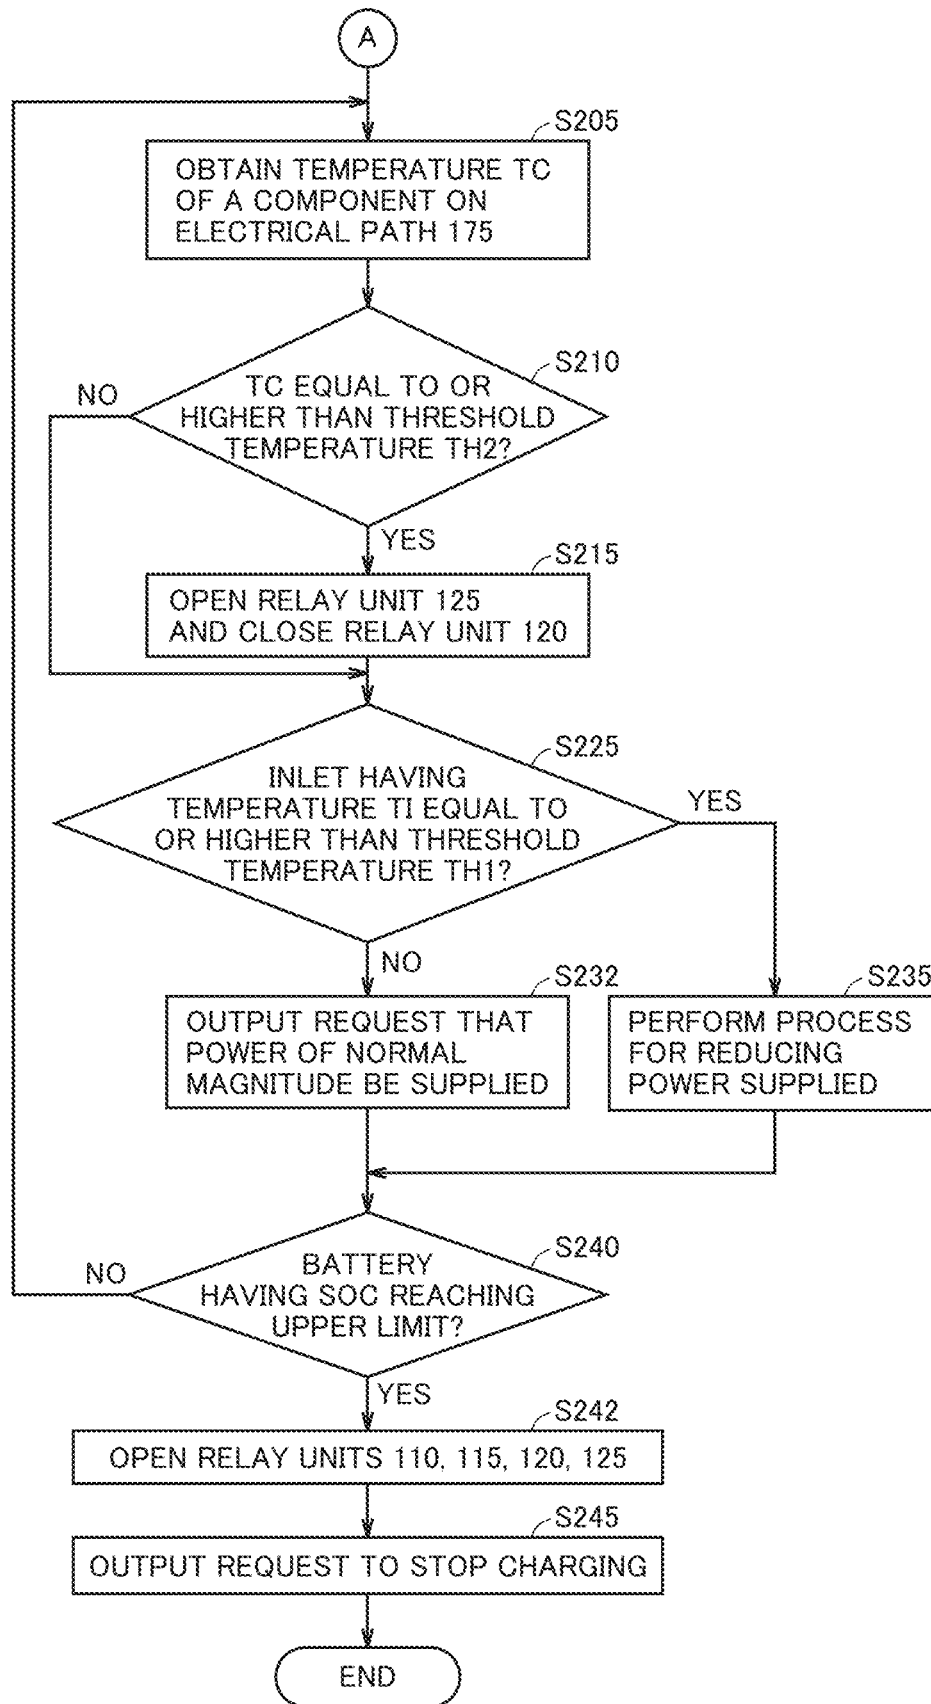 A
S205
OBTAIN TEMPERATURE TC
OF A COMPONENT ON
ELECTRICAL PATH 175
S210
NO
TC EQUAL TO OR
HIGHER THAN THRESHOLD
TEMPERATURE TH2?
YES
S215
OPEN RELAY UNIT 125
AND CLOSE RELAY UNIT 120
S225
INLET HAVING
TEMPERATURE TI EQUAL TO
OR HIGHER THAN THRESHOLD
TEMPERATURE TH1?
YES
NO
S232
OUTPUT REQUEST THAT
POWER OF NORMAL
MAGNITUDE BE SUPPLIED
S235
PERFORM PROCESS
FOR REDUCING
POWER SUPPLIED
S240
NO
BATTERY
HAVING SOC REACHING
UPPER LIMIT?
YES
S242
OPEN RELAY UNITS 110, 115, 120, 125
S245
OUTPUT REQUEST TO STOP CHARGING
END